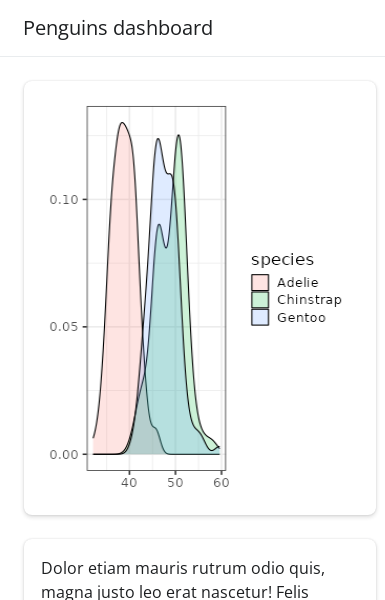 Penguins dashboard
0.10
0.05
0.00
40 50 60
species
Adelie
Chinstrap
Gentoo
Dolor etiam mauris rutrum odio quis,
magna justo leo erat nascetur! Felis